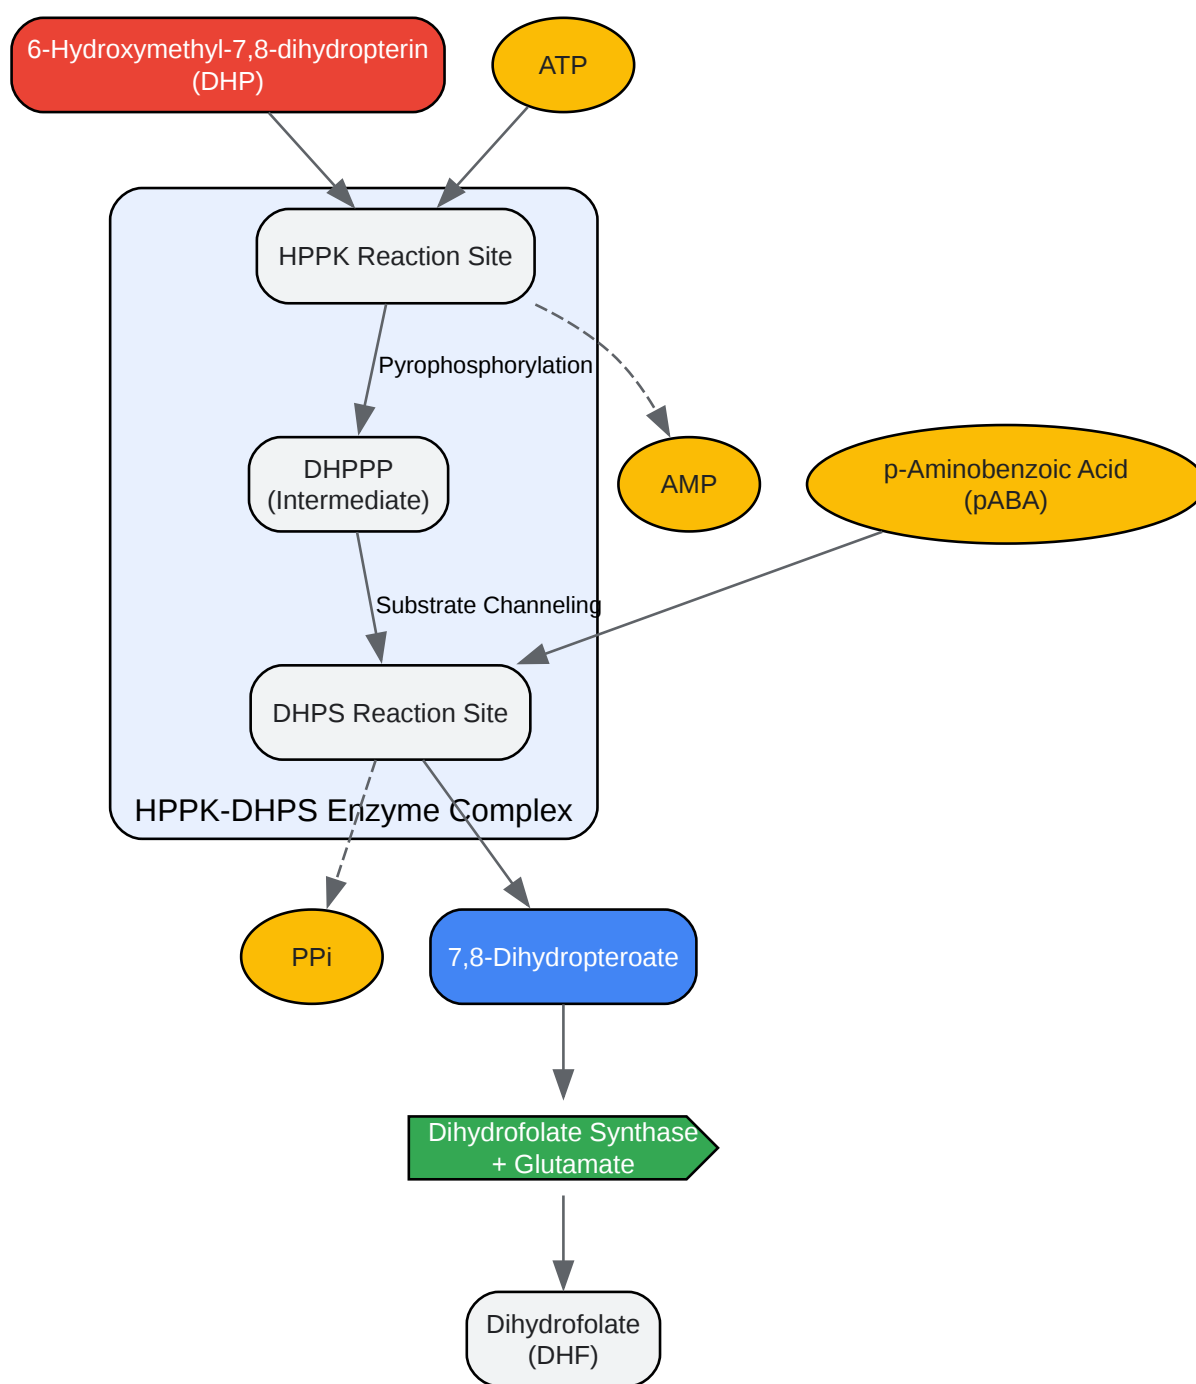 6-Hydroxymethyl-7,8-dihydropterin
(DHP)
ATP
HPPK Reaction Site
Pyrophosphorylation
DHPPP
(Intermediate)
AMP
p-Aminobenzoic Acid
(pABA)
Substrate Channeling
DHPS Reaction Site
HPPK-DHPS Enzyme Complex
PPi
7,8-Dihydropteroate
Dihydrofolate Synthase
+ Glutamate
Dihydrofolate
(DHF)